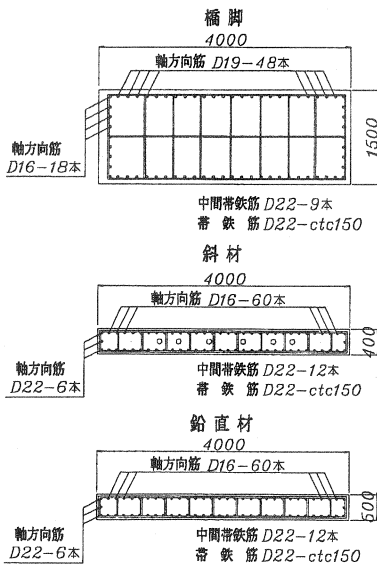 橋脚
4000
軸方向筋 D19-48本
軸方向筋
D16-18本
1500
中間帯鉄筋 D22-9本
帯鉄筋 D22-ctc150
斜材
4000
軸方向筋 D16-60本
400
軸方向筋
D22-6本
中間帯鉄筋 D22-12本
帯鉄筋 D22-ctc150
鉛直材
4000
軸方向筋 D16-60本
500
軸方向筋
D22-6本
中間帯鉄筋 D22-12本
帯鉄筋 D22-ctc150